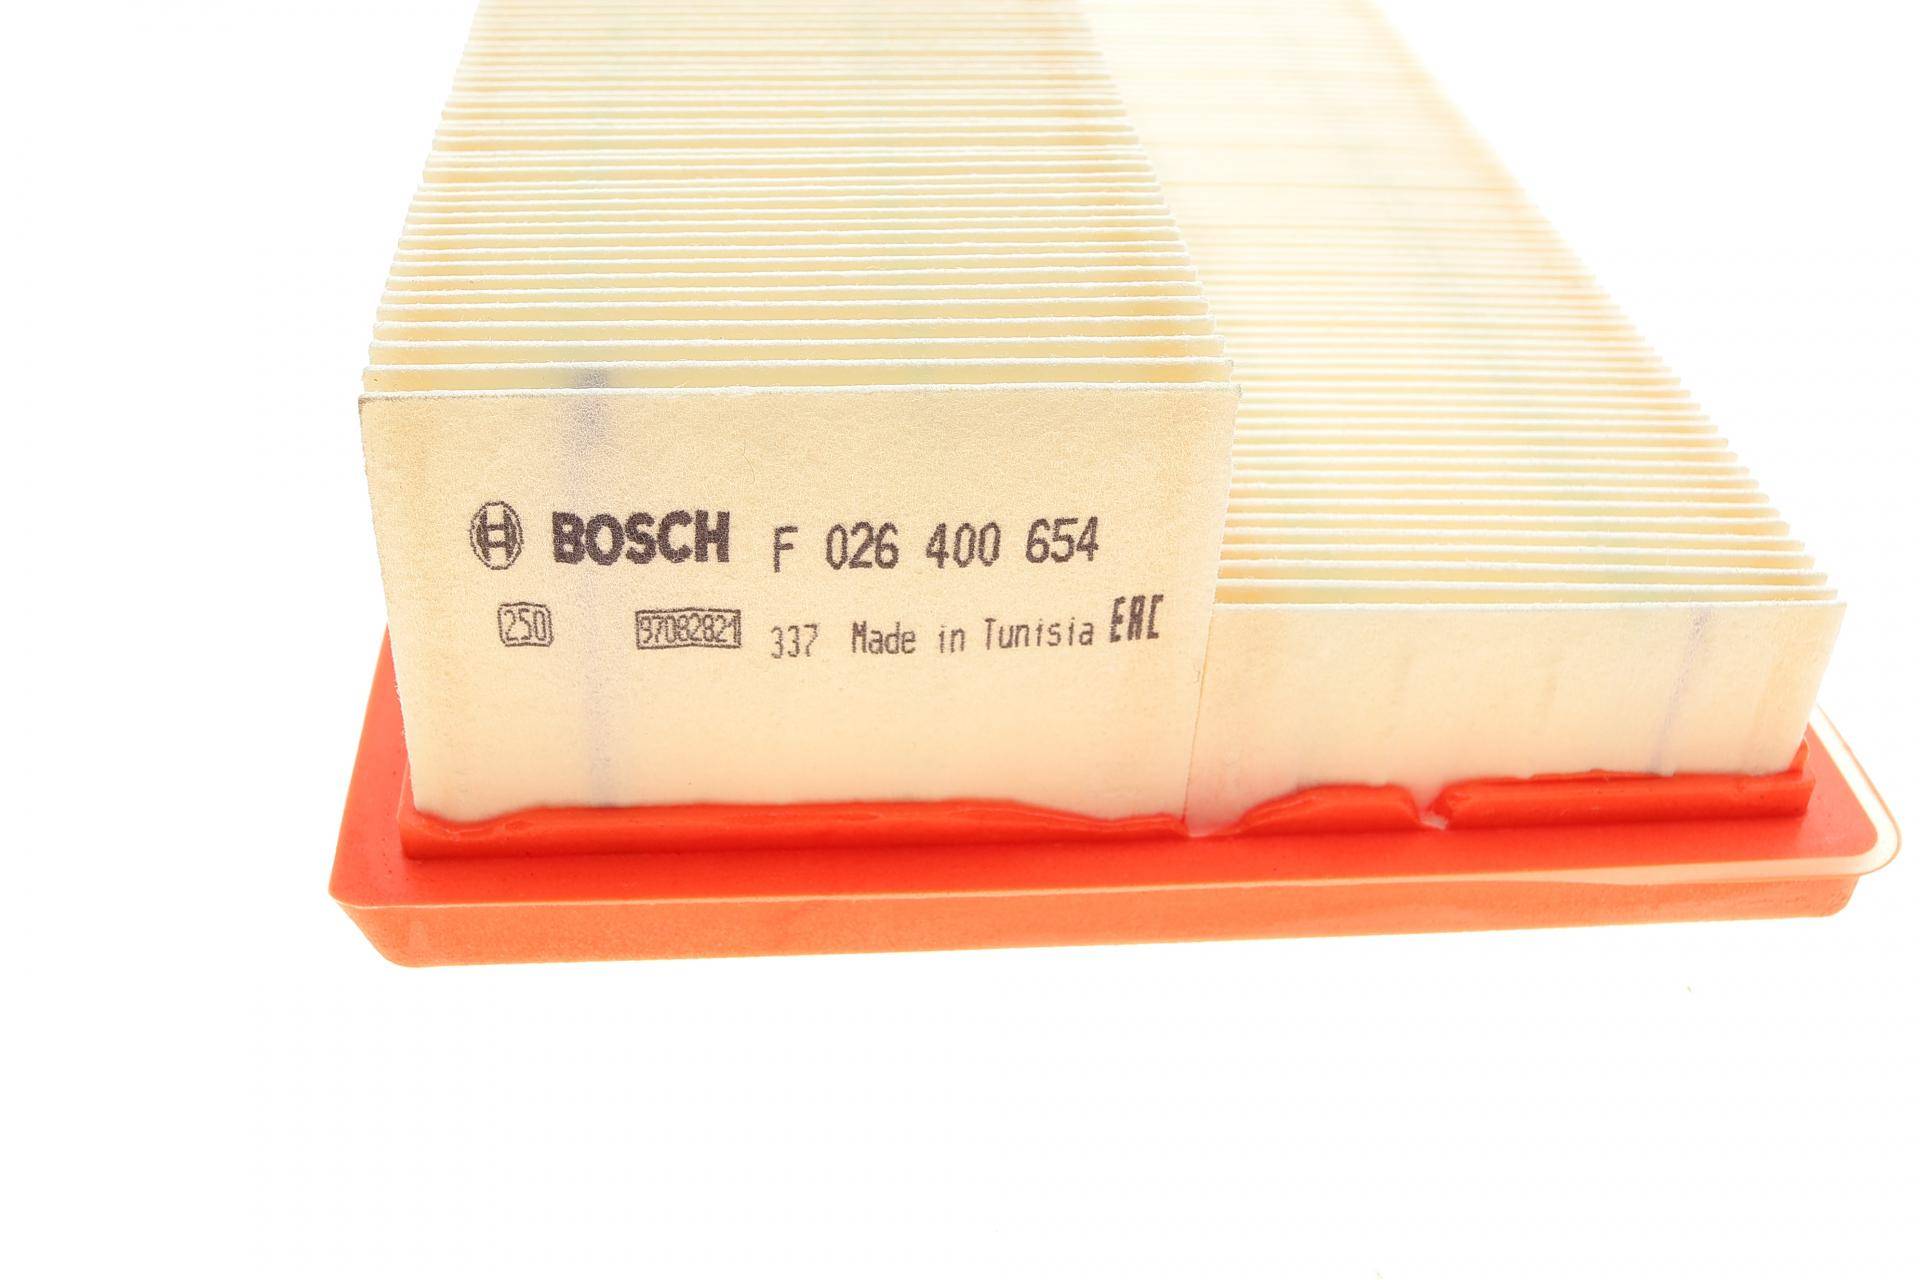 BOSCH F 026 400 654
250 97082821 337 Made in Tunisia EAC